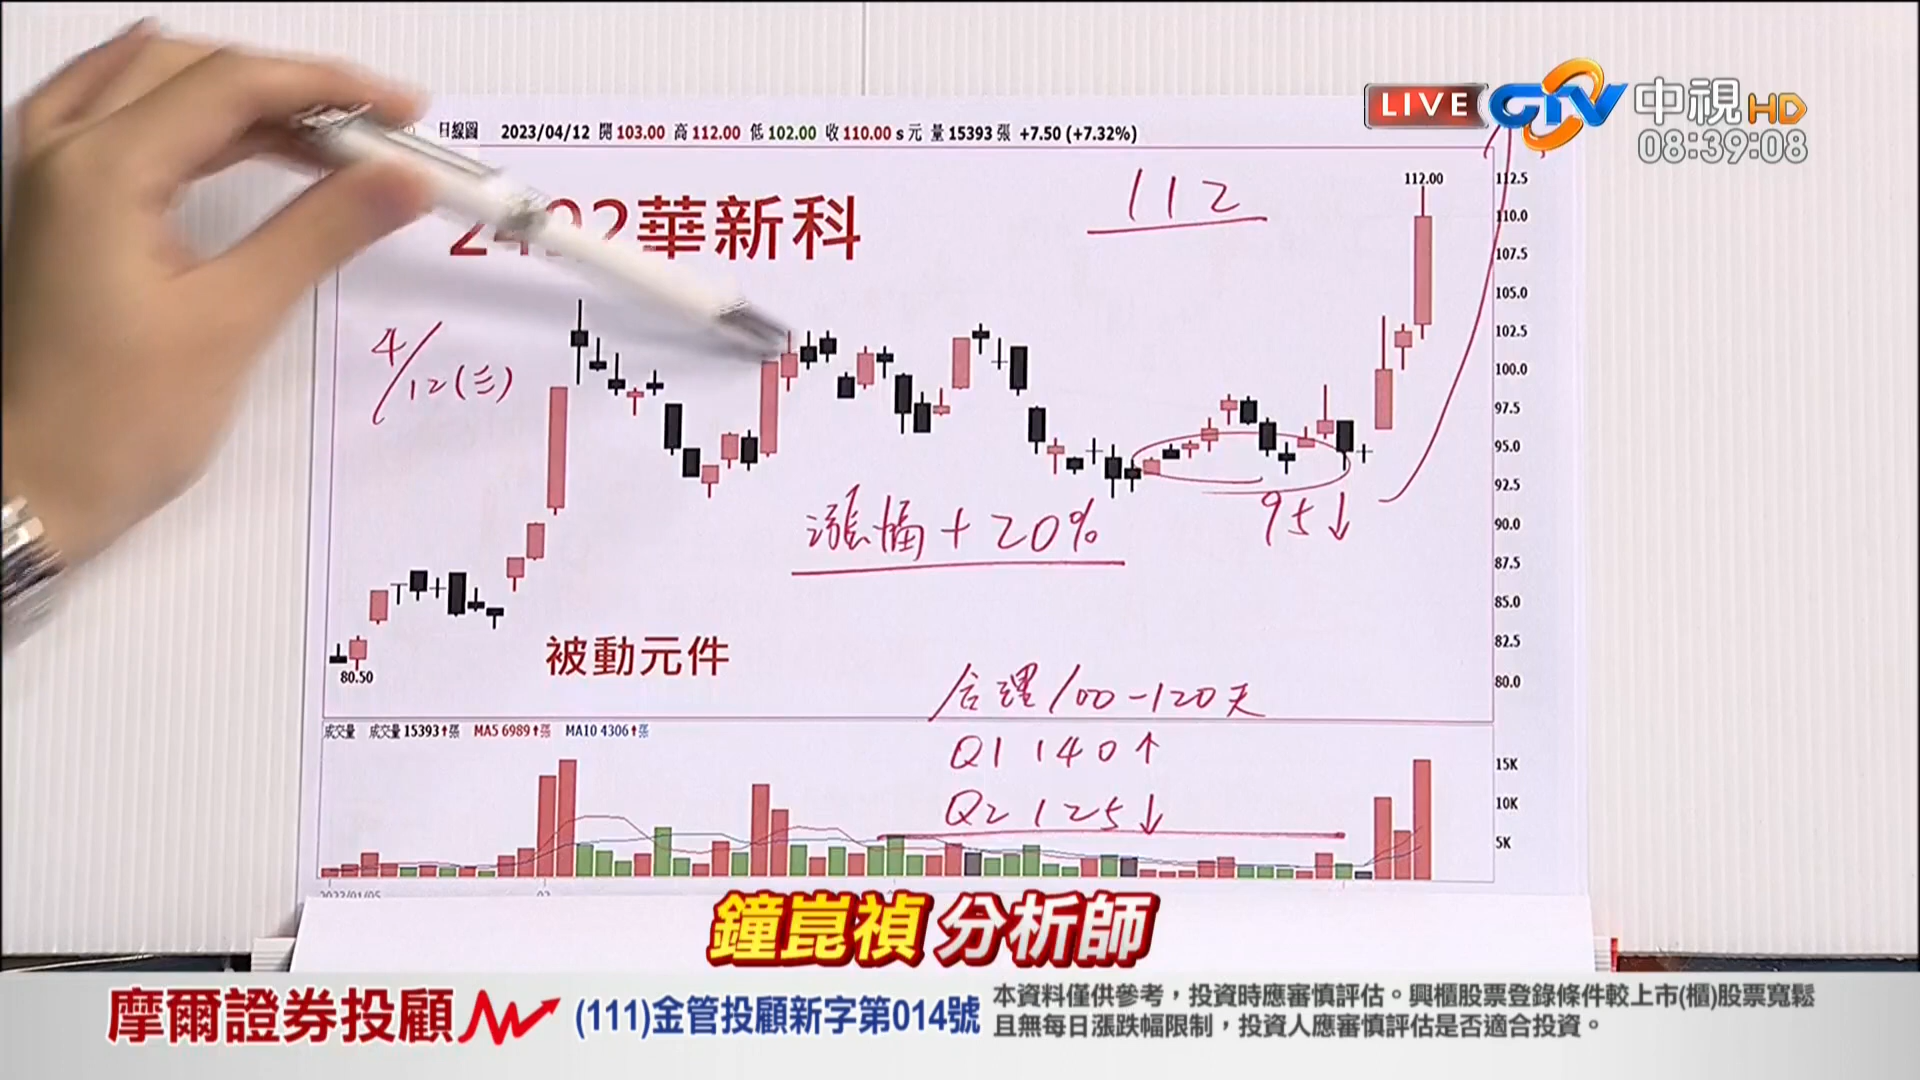 LIVE CTV 中視 HD
08:39:08
日線圖 2023/04/12 開 103.00 高 112.00 低 102.00 收 110.00 s 元 量 15393 張 +7.50 (+7.32%)
2492華新科
112
112.00
112.5
110.0
107.5
105.0
102.5
100.0
97.5
95.0
92.5
90.0
87.5
85.0
82.5
80.0
4/12(三)
95↓
漲幅+20%
被動元件
80.50
合理100-120天
Q1 140↑
Q2 125↓
成交量 成交量 15393↑張 MA5 6989↑張 MA10 4306↑張
15K
10K
5K
2023/01/05
鐘崑禎 分析師
摩爾證券投顧 (111)金管投顧新字第014號
本資料僅供參考，投資時應審慎評估。興櫃股票登錄條件較上市(櫃)股票寬鬆
且無每日漲跌幅限制，投資人應審慎評估是否適合投資。